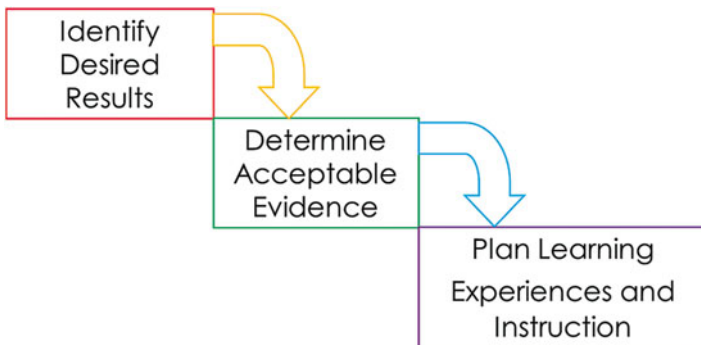 Identify
Desired
Results
Determine
Acceptable
Evidence
Plan Learning
Experiences and
Instruction